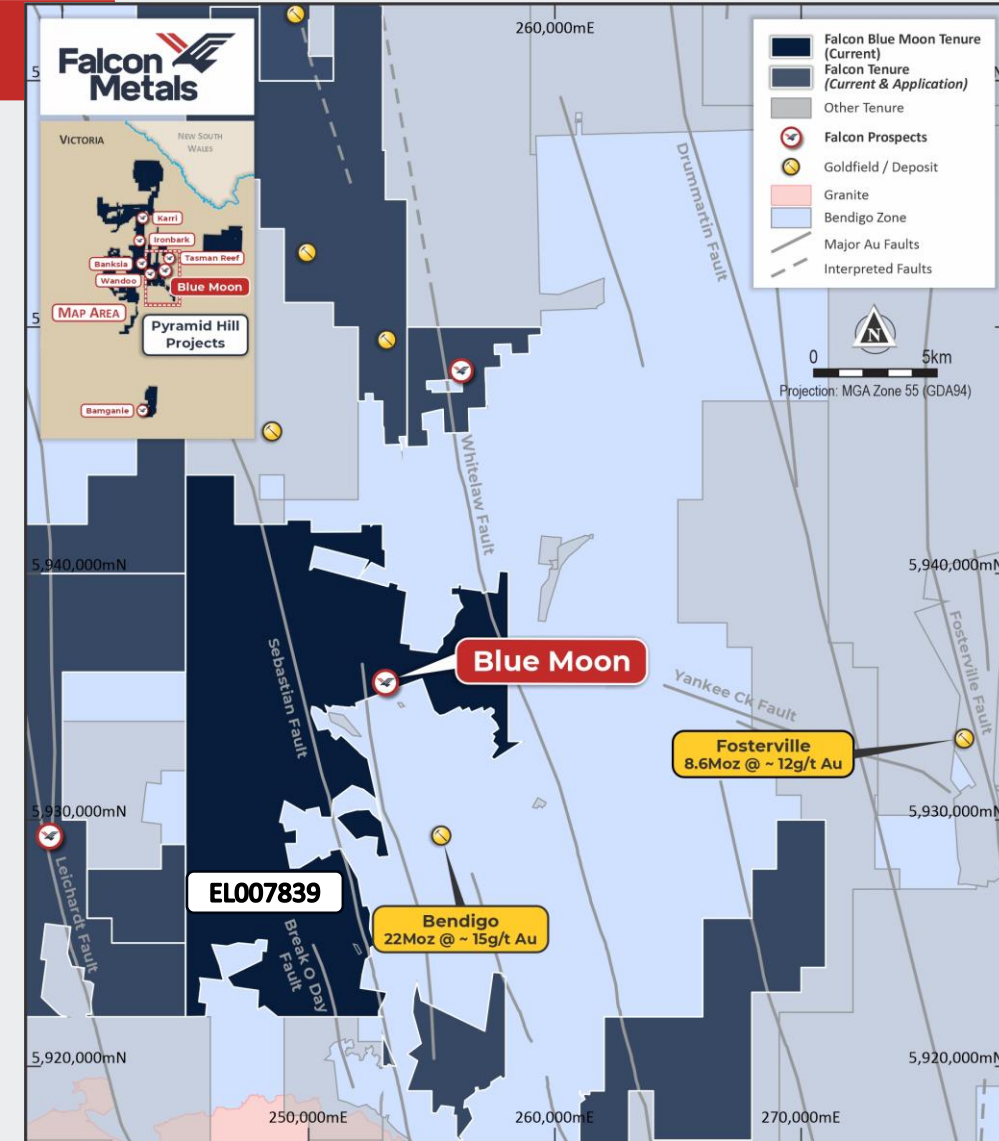 Falcon
Metals
VICTORIA
NEW SOUTH
WALES
Karri
Ironbark
Banksia
Tasman Reef
Wandoo
Blue Moon
MAP AREA
Pyramid Hill
Projects
Bamganie
260,000mE
Falcon Blue Moon Tenure
(Current)
Falcon Tenure
(Current & Application)
Other Tenure
Falcon Prospects
Goldfield / Deposit
Granite
Bendigo Zone
Major Au Faults
Interpreted Faults
N
0 5km
Projection: MGA Zone 55 (GDA94)
Drummartin Fault
Whitelaw Fault
5,940,000mN
5,940,000mN
Sebastian Fault
Blue Moon
Yankee Ck Fault
Fosterville Fault
Fosterville
8.6Moz @ ~ 12g/t Au
5,930,000mN
5,930,000mN
Leichardt Fault
EL007839
Break O Day
Fault
Bendigo
22Moz @ ~ 15g/t Au
5,920,000mN
5,920,000mN
250,000mE
260,000mE
270,000mE